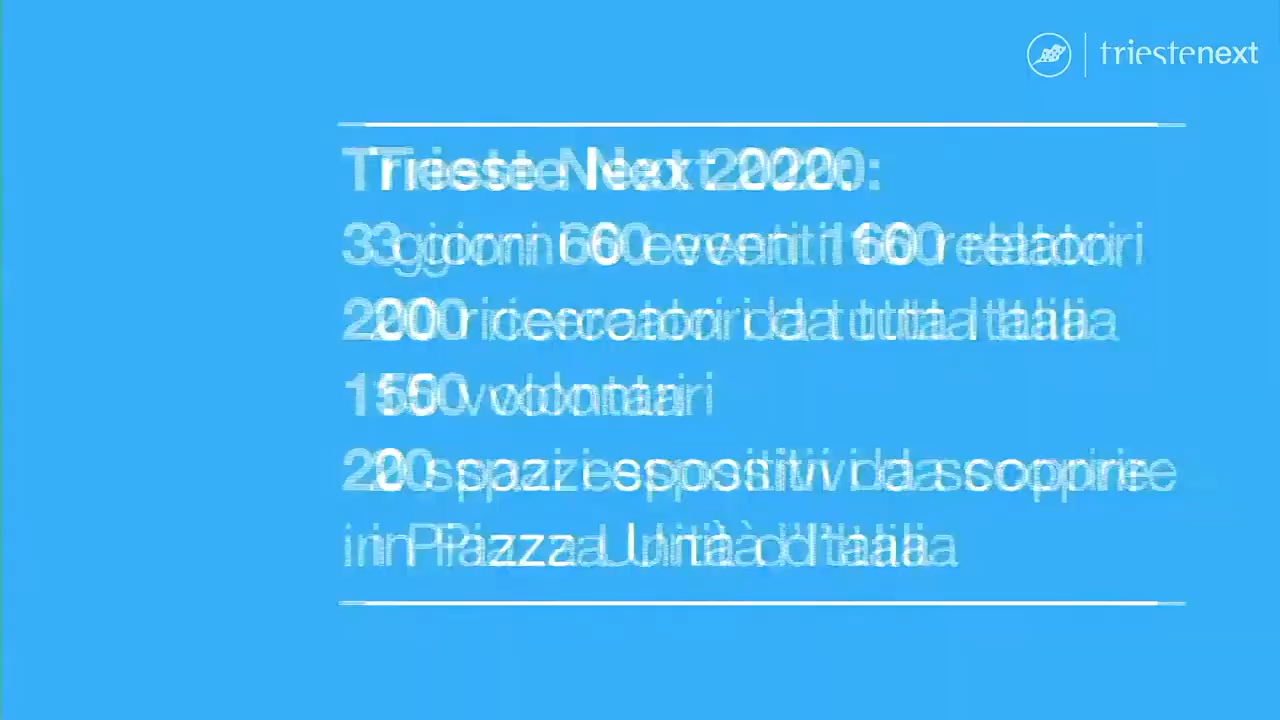 triestenext
Trieste Next 2020:
3 giorni 60 eventi 160 relatori
200 ricercatori da tutta Italia
150 volontari
20 spazi espositivi da scoprire
in Piazza Unità d'Italia